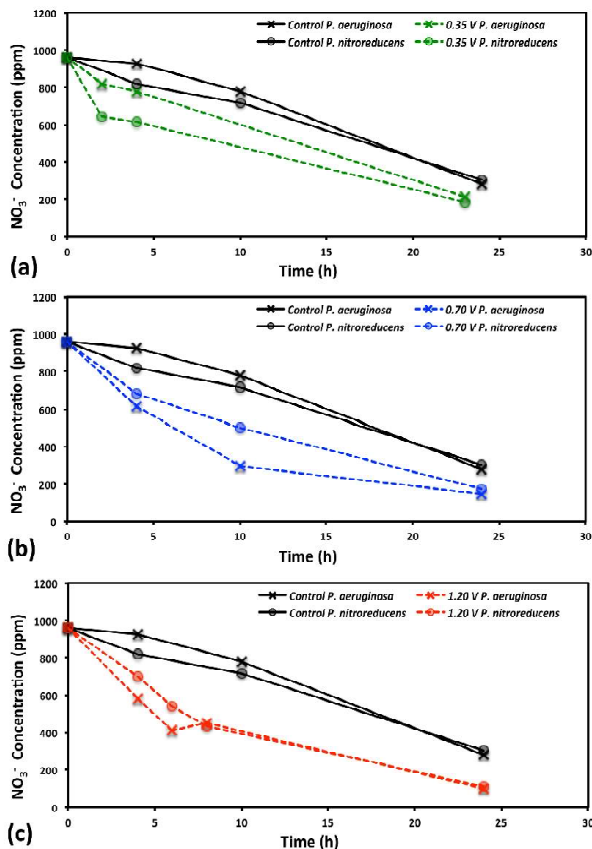 Control P. aeruginosa 0.35 V P. aeruginosa
Control P. nitroreducens 0.35 V P. nitroreducens
1200
1000
800
600
400
200
0
NO3- Concentration (ppm)
0 5 10 15 20 25 30
Time (h)
(a)
Control P. aeruginosa 0.70 V P. aeruginosa
Control P. nitroreducens 0.70 V P. nitroreducens
1200
1000
800
600
400
200
0
NO3- Concentration (ppm)
0 5 10 15 20 25 30
Time (h)
(b)
Control P. aeruginosa 1.20 V P. aeruginosa
Control P. nitroreducens 1.20 V P. nitroreducens
1200
1000
800
600
400
200
0
NO3- Concentration (ppm)
0 5 10 15 20 25 30
Time (h)
(c)